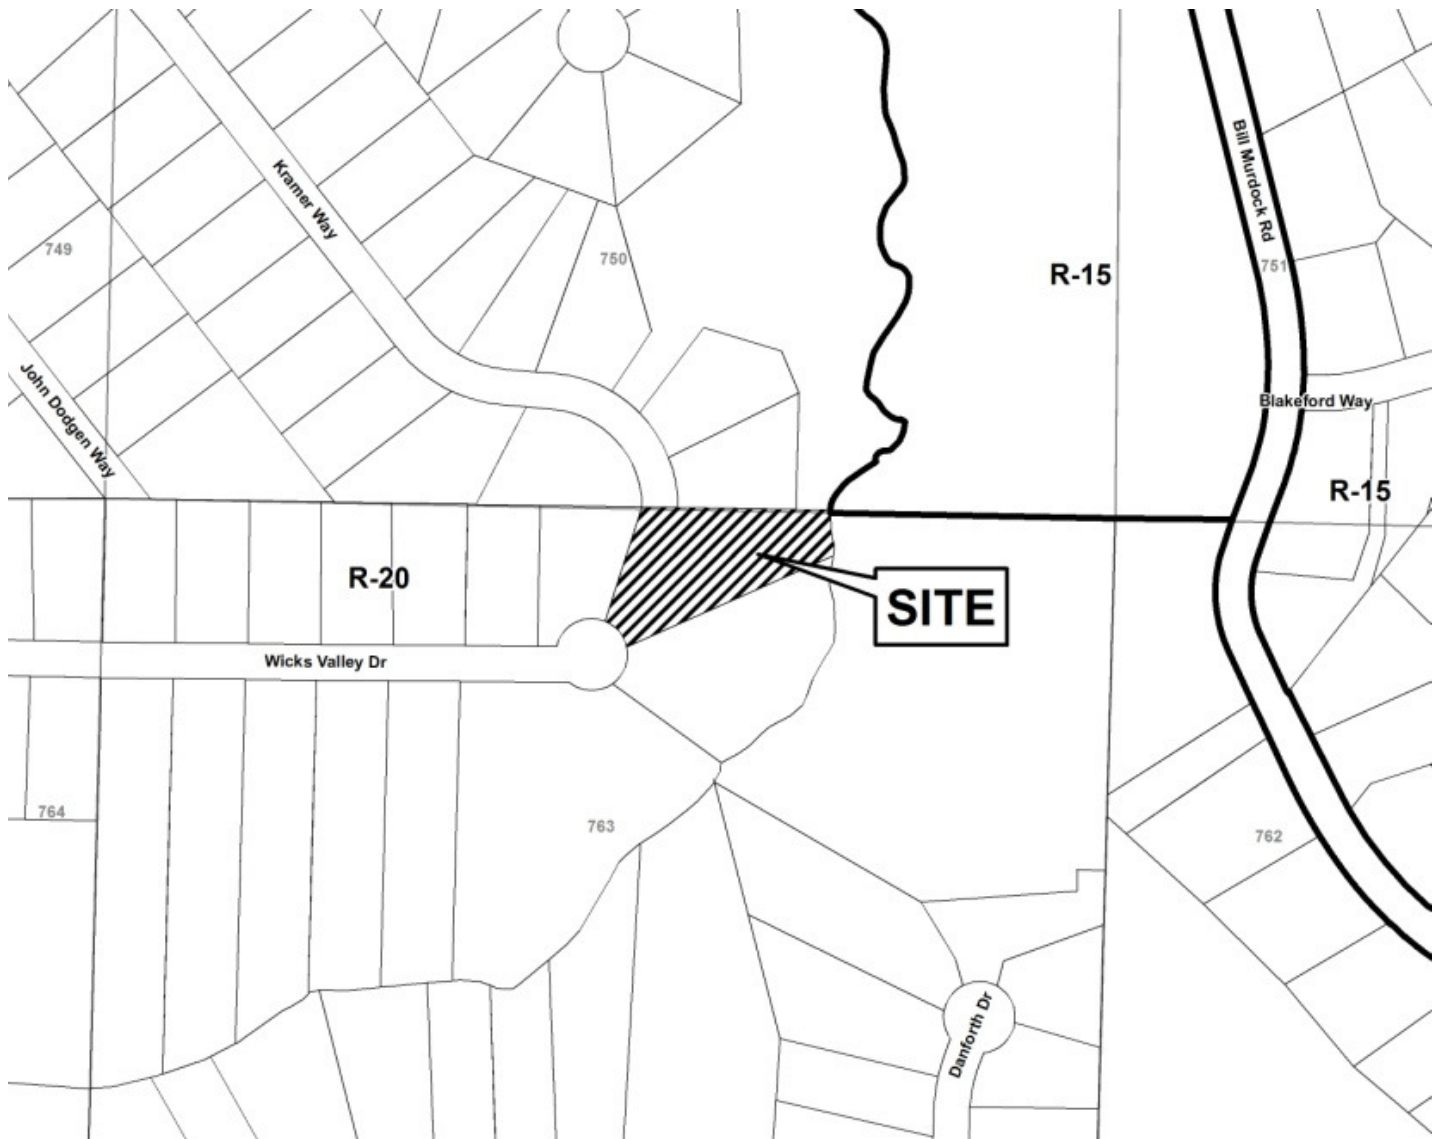 Kramer Way
Bill Murdock Rd
749
750
751
R-15
John Dodgen Way
Blakeford Way
R-15
R-20
SITE
Wicks Valley Dr
764
763
762
Danforth Dr